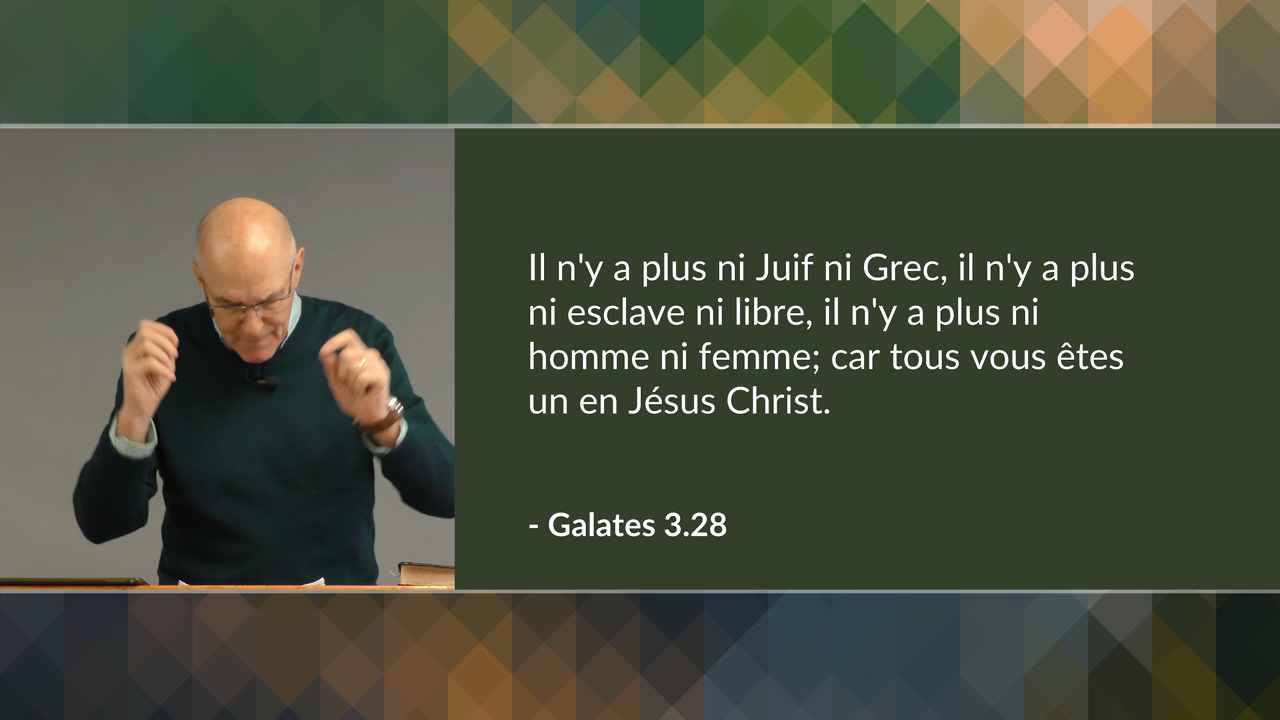 Il n'y a plus ni Juif ni Grec, il n'y a plus
ni esclave ni libre, il n'y a plus ni
homme ni femme; car tous vous êtes
un en Jésus Christ.
- Galates 3.28